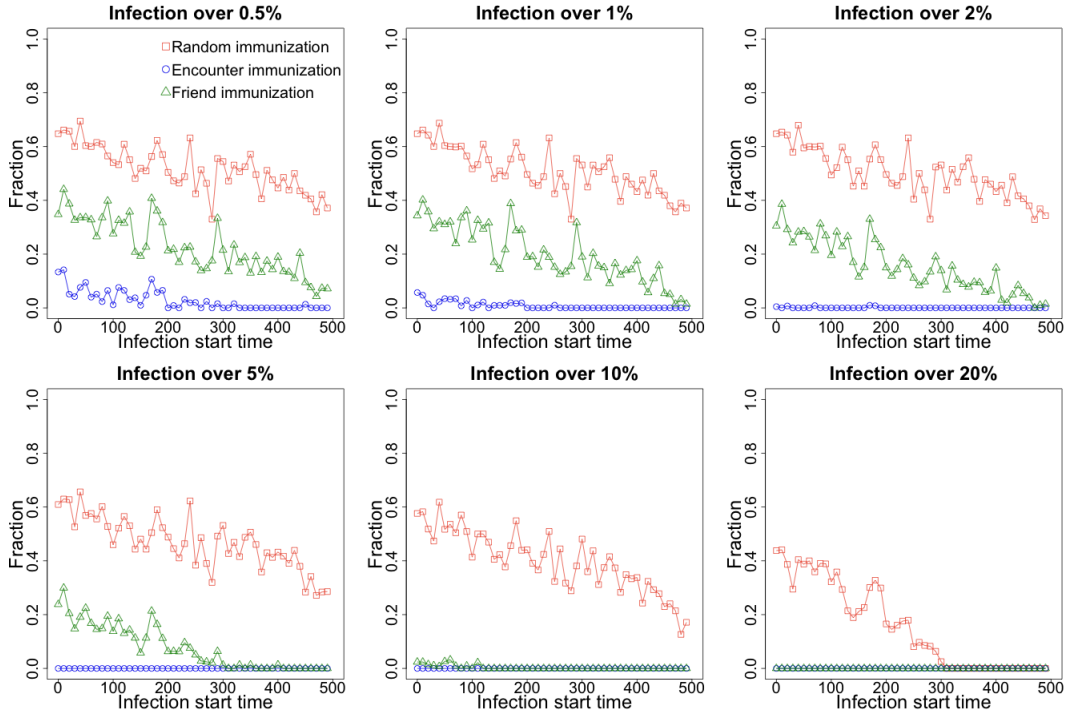 Infection over 0.5%
Infection over 1%
Infection over 2%
Random immunization
Encounter immunization
Friend immunization
Fraction
1.0
0.8
0.6
0.4
0.2
0.0
0 100 200 300 400 500
Infection start time
Fraction
1.0
0.8
0.6
0.4
0.2
0.0
0 100 200 300 400 500
Infection start time
Fraction
1.0
0.8
0.6
0.4
0.2
0.0
0 100 200 300 400 500
Infection start time
Infection over 5%
Infection over 10%
Infection over 20%
Fraction
1.0
0.8
0.6
0.4
0.2
0.0
0 100 200 300 400 500
Infection start time
Fraction
1.0
0.8
0.6
0.4
0.2
0.0
0 100 200 300 400 500
Infection start time
Fraction
1.0
0.8
0.6
0.4
0.2
0.0
0 100 200 300 400 500
Infection start time